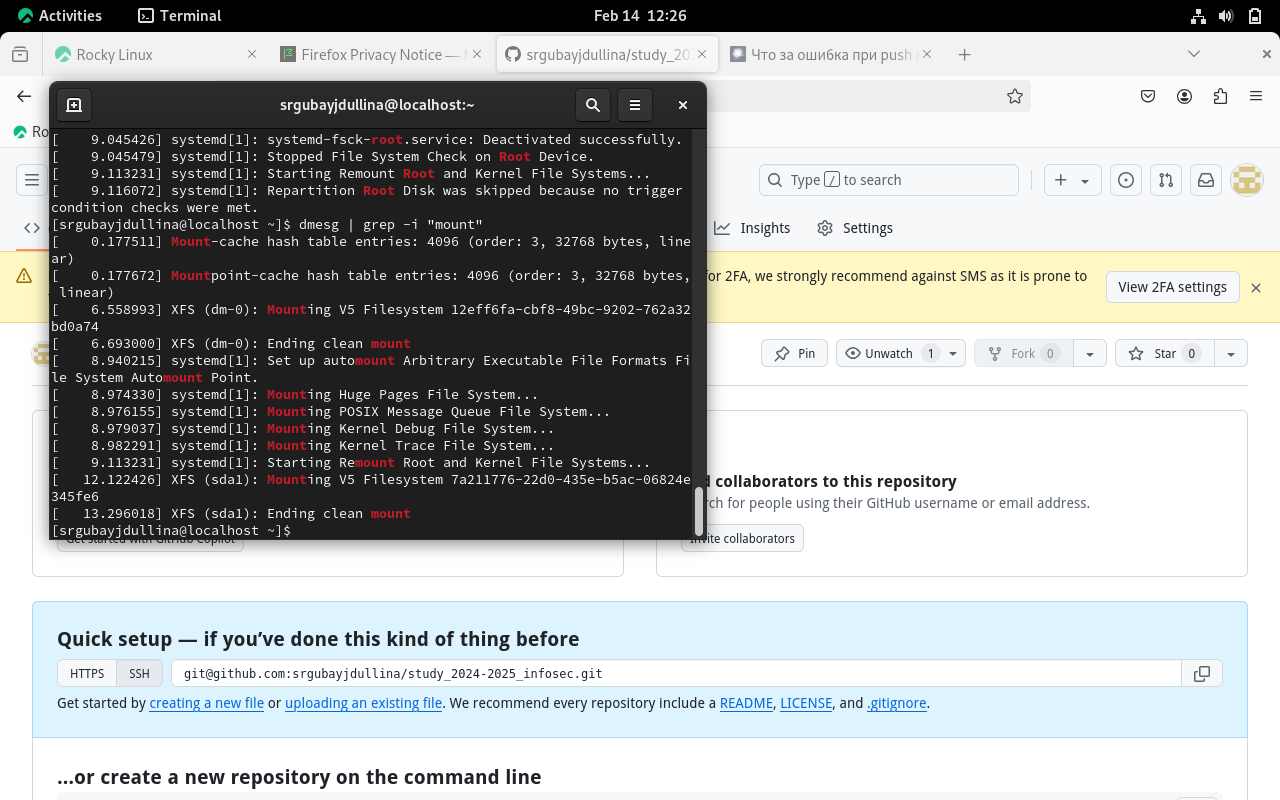 Activities
Terminal
Feb 14 12:26
Rocky Linux
Firefox Privacy Notice —
srgubayjdullina/study_20
Что за ошибка при push
srgubayjdullina@localhost:~
[    9.045426] systemd[1]: systemd-fsck-root.service: Deactivated successfully.
[    9.045479] systemd[1]: Stopped File System Check on Root Device.
[    9.113231] systemd[1]: Starting Remount Root and Kernel File Systems...
[    9.116072] systemd[1]: Repartition Root Disk was skipped because no trigger
condition checks were met.
[srgubayjdullina@localhost ~]$ dmesg | grep -i "mount"
[    0.177511] Mount-cache hash table entries: 4096 (order: 3, 32768 bytes, line
ar)
[    0.177672] Mountpoint-cache hash table entries: 4096 (order: 3, 32768 bytes,
linear)
[    6.558993] XFS (dm-0): Mounting V5 Filesystem 12eff6fa-cbf8-49bc-9202-762a32
bd0a74
[    6.693000] XFS (dm-0): Ending clean mount
[    8.940215] systemd[1]: Set up automount Arbitrary Executable File Formats Fi
le System Automount Point.
[    8.974330] systemd[1]: Mounting Huge Pages File System...
[    8.976155] systemd[1]: Mounting POSIX Message Queue File System...
[    8.979037] systemd[1]: Mounting Kernel Debug File System...
[    8.982291] systemd[1]: Mounting Kernel Trace File System...
[    9.113231] systemd[1]: Starting Remount Root and Kernel File Systems...
[   12.122426] XFS (sda1): Mounting V5 Filesystem 7a211776-22d0-435e-b5ac-06824e
345fe6
[   13.296018] XFS (sda1): Ending clean mount
[srgubayjdullina@localhost ~]$
Ro
Type / to search
Insights
Settings
for 2FA, we strongly recommend against SMS as it is prone to
View 2FA settings
Pin
Unwatch 1
Fork 0
Star 0
collaborators to this repository
for people using their GitHub username or email address.
Get started with GitHub Copilot
Invite collaborators
Quick setup — if you’ve done this kind of thing before
HTTPS
SSH
git@github.com:srgubayjdullina/study_2024-2025_infosec.git
Get started by creating a new file or uploading an existing file. We recommend every repository include a README, LICENSE, and .gitignore.
…or create a new repository on the command line